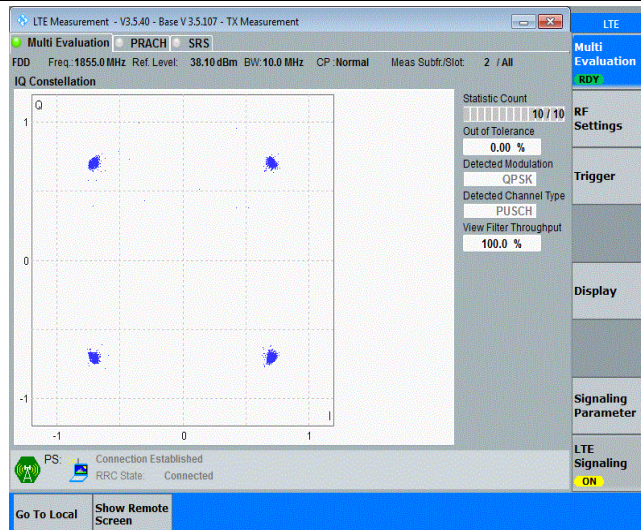 LTE Measurement - V3.5.40 - Base V 3.5.107 - TX Measurement
LTE
Multi Evaluation PRACH SRS
Multi
Evaluation
RDY
FDD Freq.:1855.0 MHz Ref. Level: 38.10 dBm BW:10.0 MHz CP :Normal Meas Subfr./Slot: 2 / All
IQ Constellation
Q
1
0
-1
-1 0 1
I
Statistic Count
10 / 10
Out of Tolerance
0.00 %
Detected Modulation
QPSK
Detected Channel Type
PUSCH
View Filter Throughput
100.0 %
RF
Settings
Trigger
Display
Signaling
Parameter
LTE
Signaling
ON
PS: Connection Established
RRC State: Connected
Go To Local
Show Remote
Screen